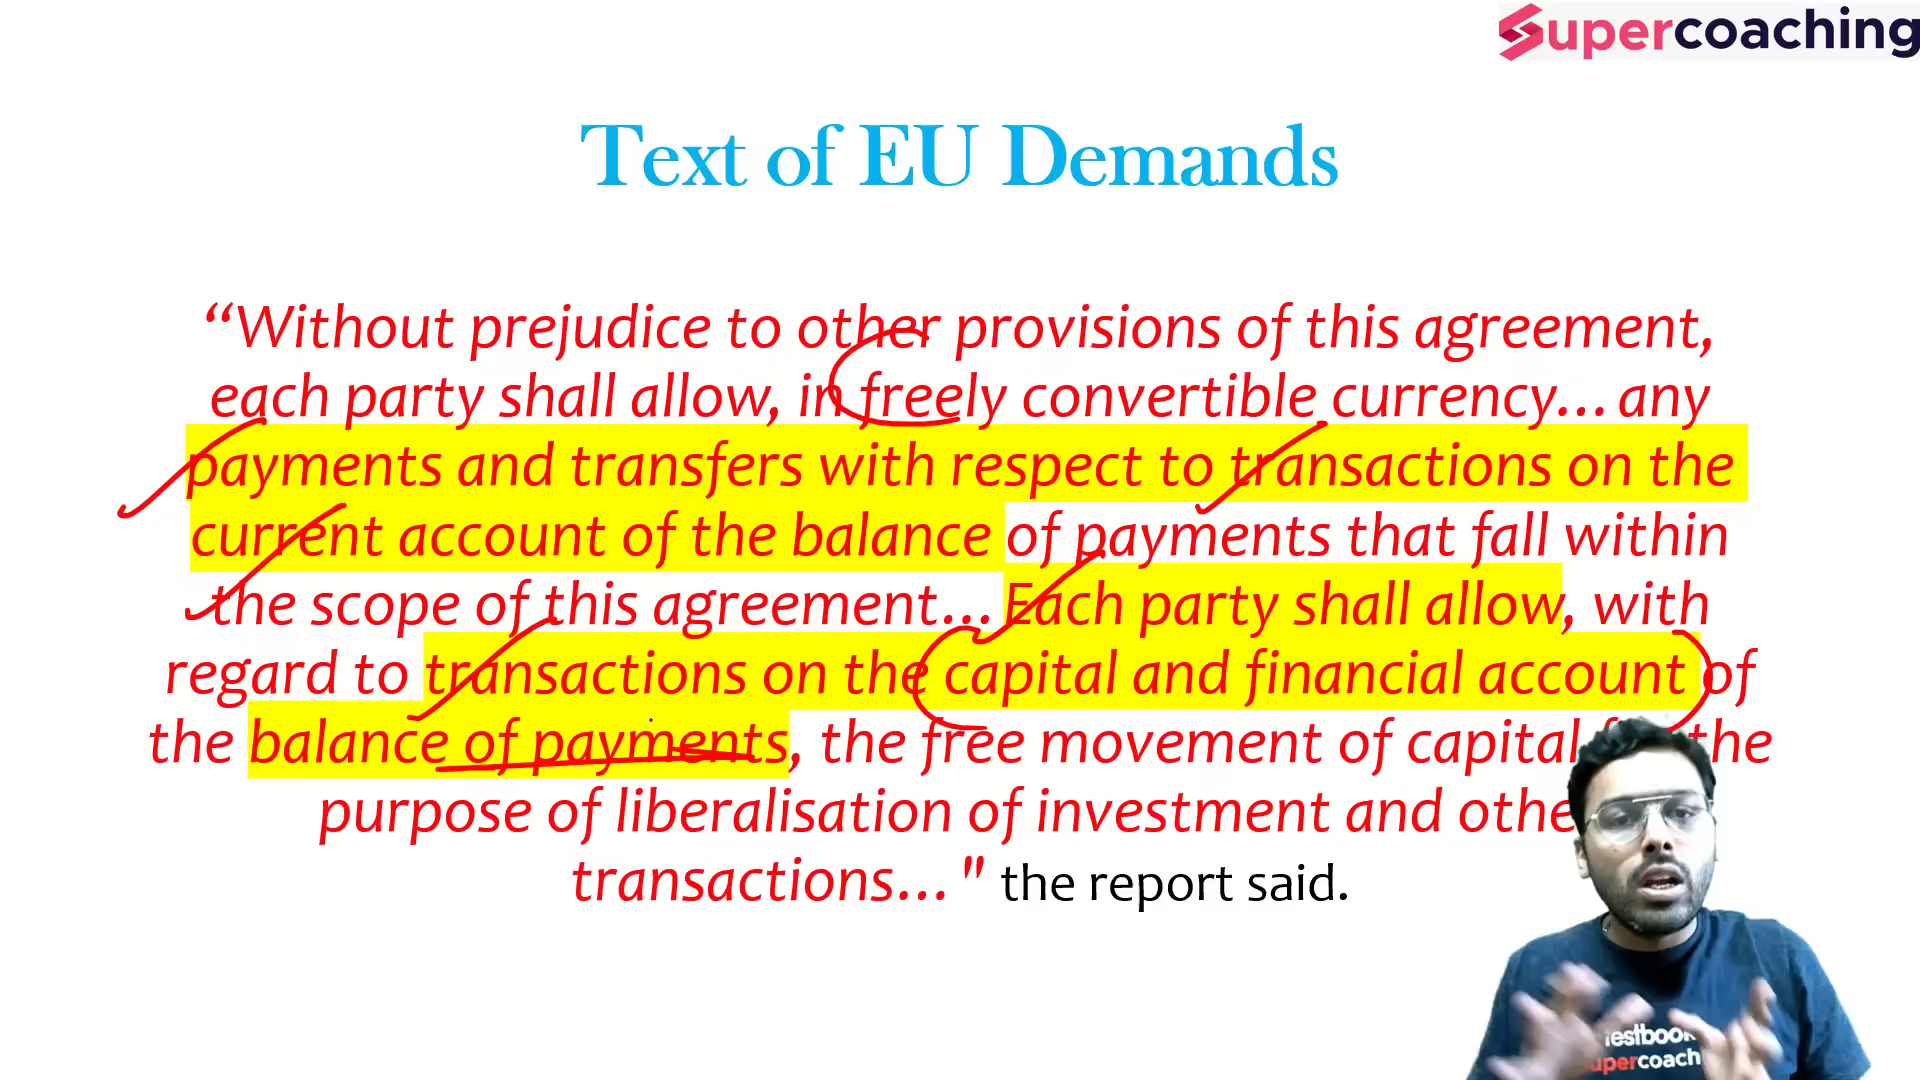 Supercoaching
Text of EU Demands
“Without prejudice to other provisions of this agreement,
each party shall allow, in freely convertible currency... any
payments and transfers with respect to transactions on the
current account of the balance of payments that fall within
the scope of this agreement... Each party shall allow, with
regard to transactions on the capital and financial account of
the balance of payments, the free movement of capital the
purpose of liberalisation of investment and othe
transactions..." the report said.
testbook
supercoach